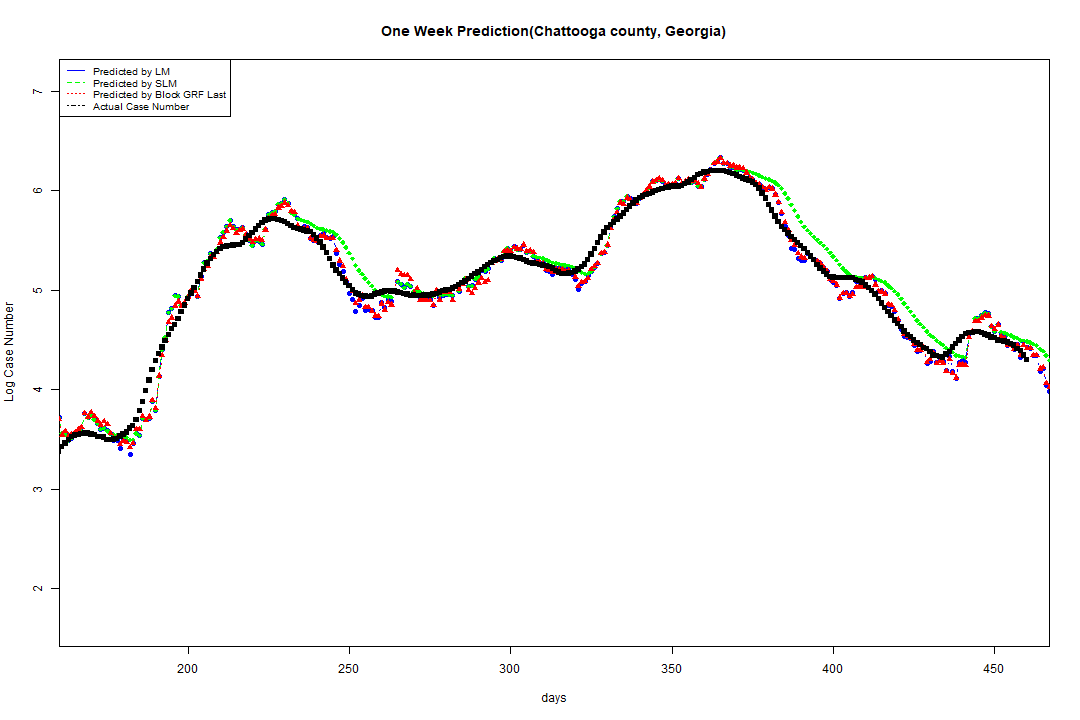 One Week Prediction(Chattooga county, Georgia)
Predicted by LM
Predicted by SLM
Predicted by Block GRF Last
Actual Case Number
7
6
5
4
3
2
Log Case Number
200 250 300 350 400 450
days